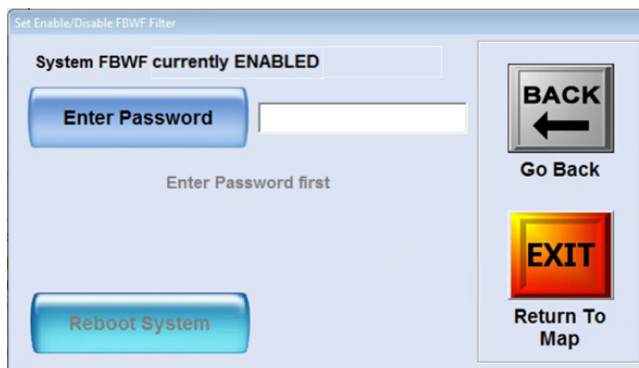 Set Enable/Disable FBWF Filter
System FBWF currently ENABLED
Enter Password
Enter Password first
Reboot System
BACK
Go Back
EXIT
Return To
Map